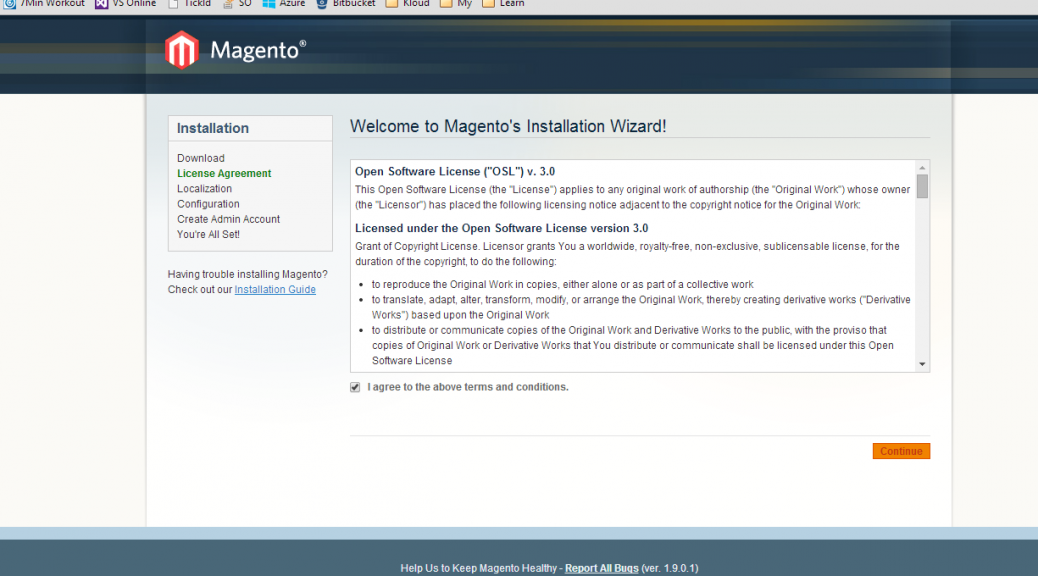 7Min Workout VS Online TickId SO Azure Bitbucket Kloud My Learn
Magento®
Installation
Download
License Agreement
Localization
Configuration
Create Admin Account
You're All Set!
Having trouble installing Magento?
Check out our Installation Guide
Welcome to Magento's Installation Wizard!
Open Software License ("OSL") v. 3.0
This Open Software License (the "License") applies to any original work of authorship (the "Original Work") whose owner
(the "Licensor") has placed the following licensing notice adjacent to the copyright notice for the Original Work:
Licensed under the Open Software License version 3.0
Grant of Copyright License. Licensor grants You a worldwide, royalty-free, non-exclusive, sublicensable license, for the
duration of the copyright, to do the following:
• to reproduce the Original Work in copies, either alone or as part of a collective work
• to translate, adapt, alter, transform, modify, or arrange the Original Work, thereby creating derivative works ("Derivative
Works") based upon the Original Work
• to distribute or communicate copies of the Original Work and Derivative Works to the public, with the proviso that
copies of Original Work or Derivative Works that You distribute or communicate shall be licensed under this Open
Software License
I agree to the above terms and conditions.
Continue
Help Us to Keep Magento Healthy - Report All Bugs (ver. 1.9.0.1)